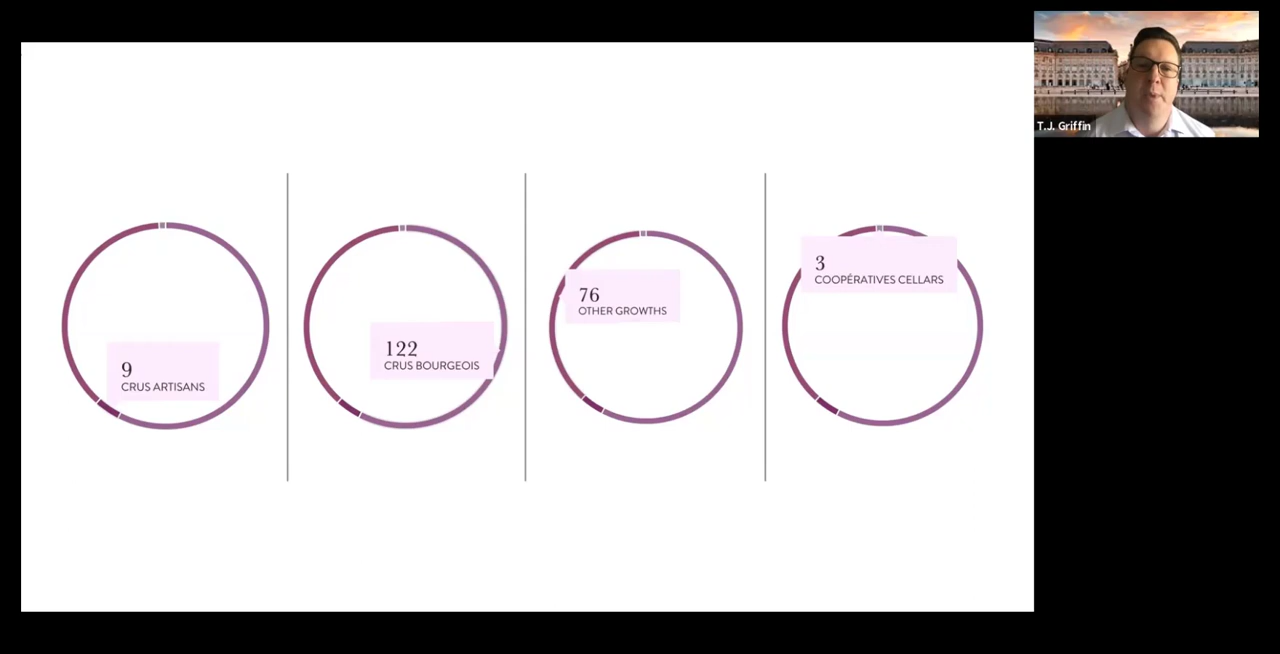 9
CRUS ARTISANS
122
CRUS BOURGEOIS
76
OTHER GROWTHS
3
COOPÉRATIVES CELLARS
T.J. Griffin